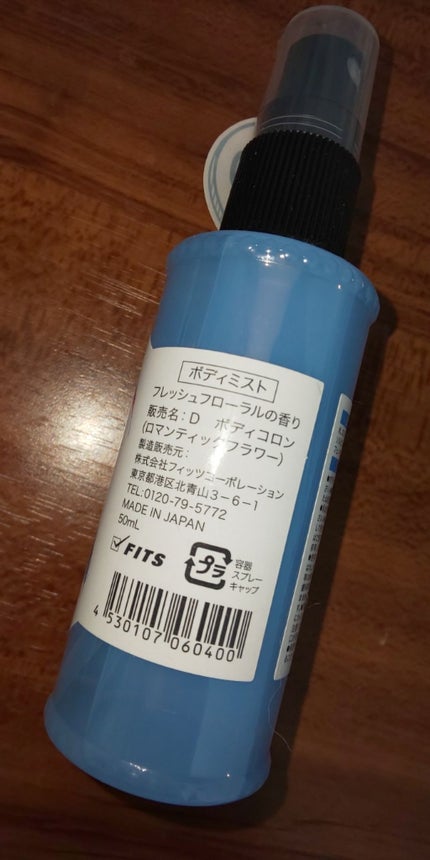 ボディミスト
フレッシュフローラルの香り
販売名:D ボディコロン
(ロマンティックフラワー)
製造販売元:
株式会社フィッツコーポレーション
東京都港区北青山3-6-1
TEL:0120-79-5772
MADE IN JAPAN
50mL
FITS
プラ
容器
スプレー
キャップ
4 530107 060400